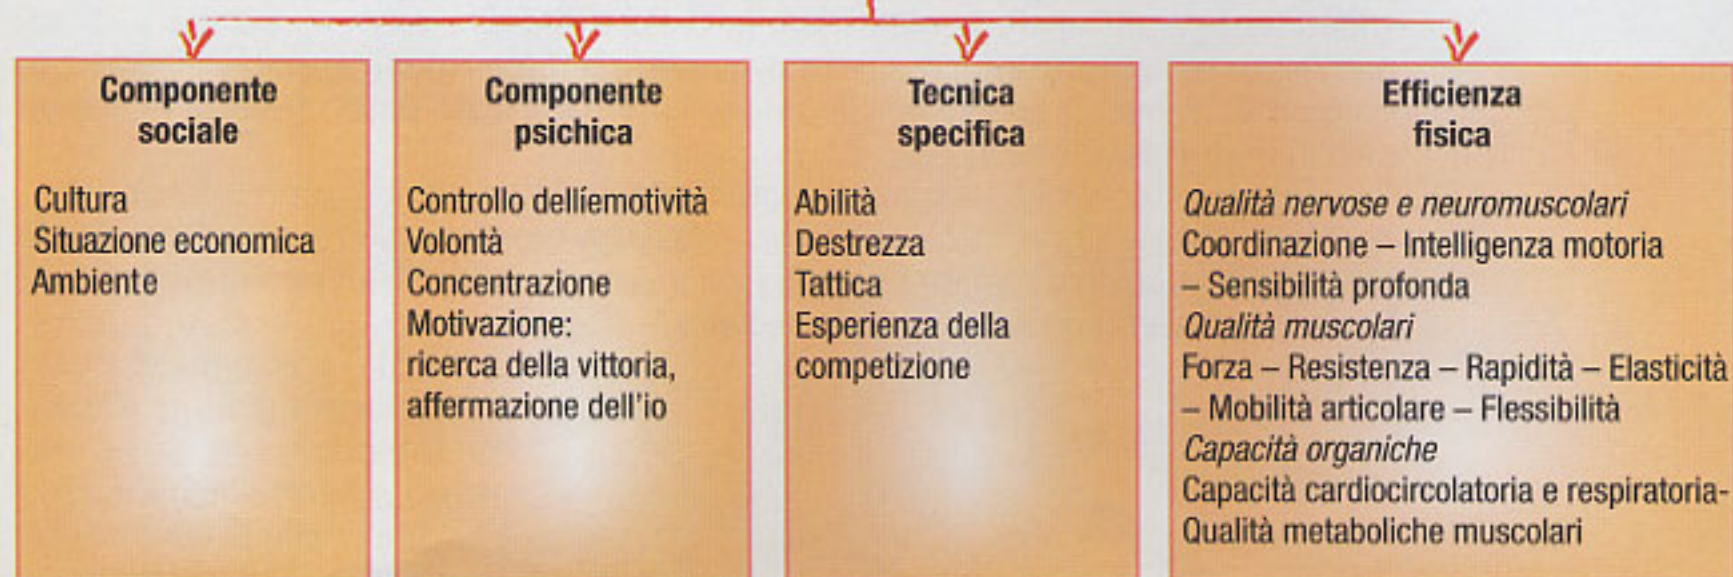 Componente
sociale
Cultura
Situazione economica
Ambiente
Componente
psichica
Controllo dellíemotività
Volontà
Concentrazione
Motivazione:
ricerca della vittoria,
affermazione dell'io
Tecnica
specifica
Abilità
Destrezza
Tattica
Esperienza della
competizione
Efficienza
fisica
Qualità nervose e neuromuscolari
Coordinazione – Intelligenza motoria
– Sensibilità profonda
Qualità muscolari
Forza – Resistenza – Rapidità – Elasticità
– Mobilità articolare – Flessibilità
Capacità organiche
Capacità cardiocircolatoria e respiratoria-
Qualità metaboliche muscolari